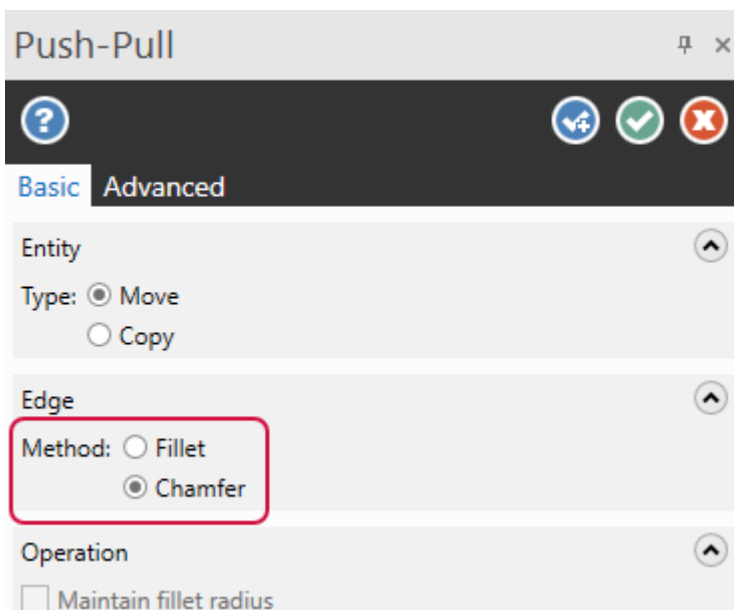 Push-Pull
?
Basic Advanced
Entity
Type: Move
Copy
Edge
Method: Fillet
Chamfer
Operation
Maintain fillet radius